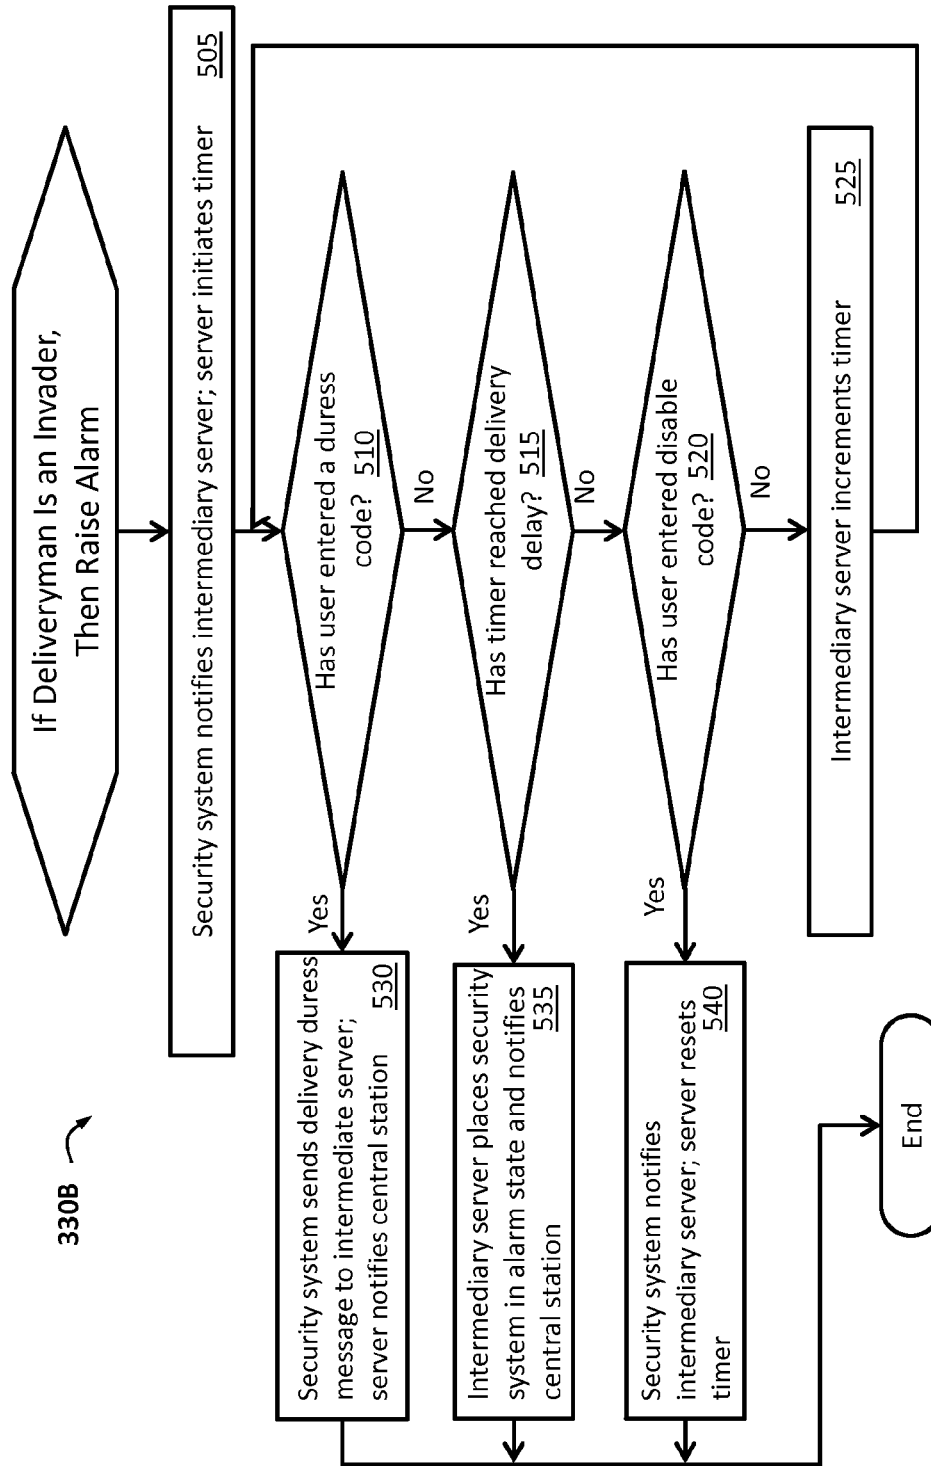 330B
If Deliveryman Is an Invader,
Then Raise Alarm
Security system notifies intermediary server; server initiates timer 505
Has user entered a duress
code? 510
Yes
No
Security system sends delivery duress
message to intermediate server;
server notifies central station 530
Has timer reached delivery
delay? 515
Yes
No
Intermediary server places security
system in alarm state and notifies
central station 535
Has user entered disable
code? 520
Yes
No
Security system notifies
intermediary server; server resets
timer 540
Intermediary server increments timer 525
End